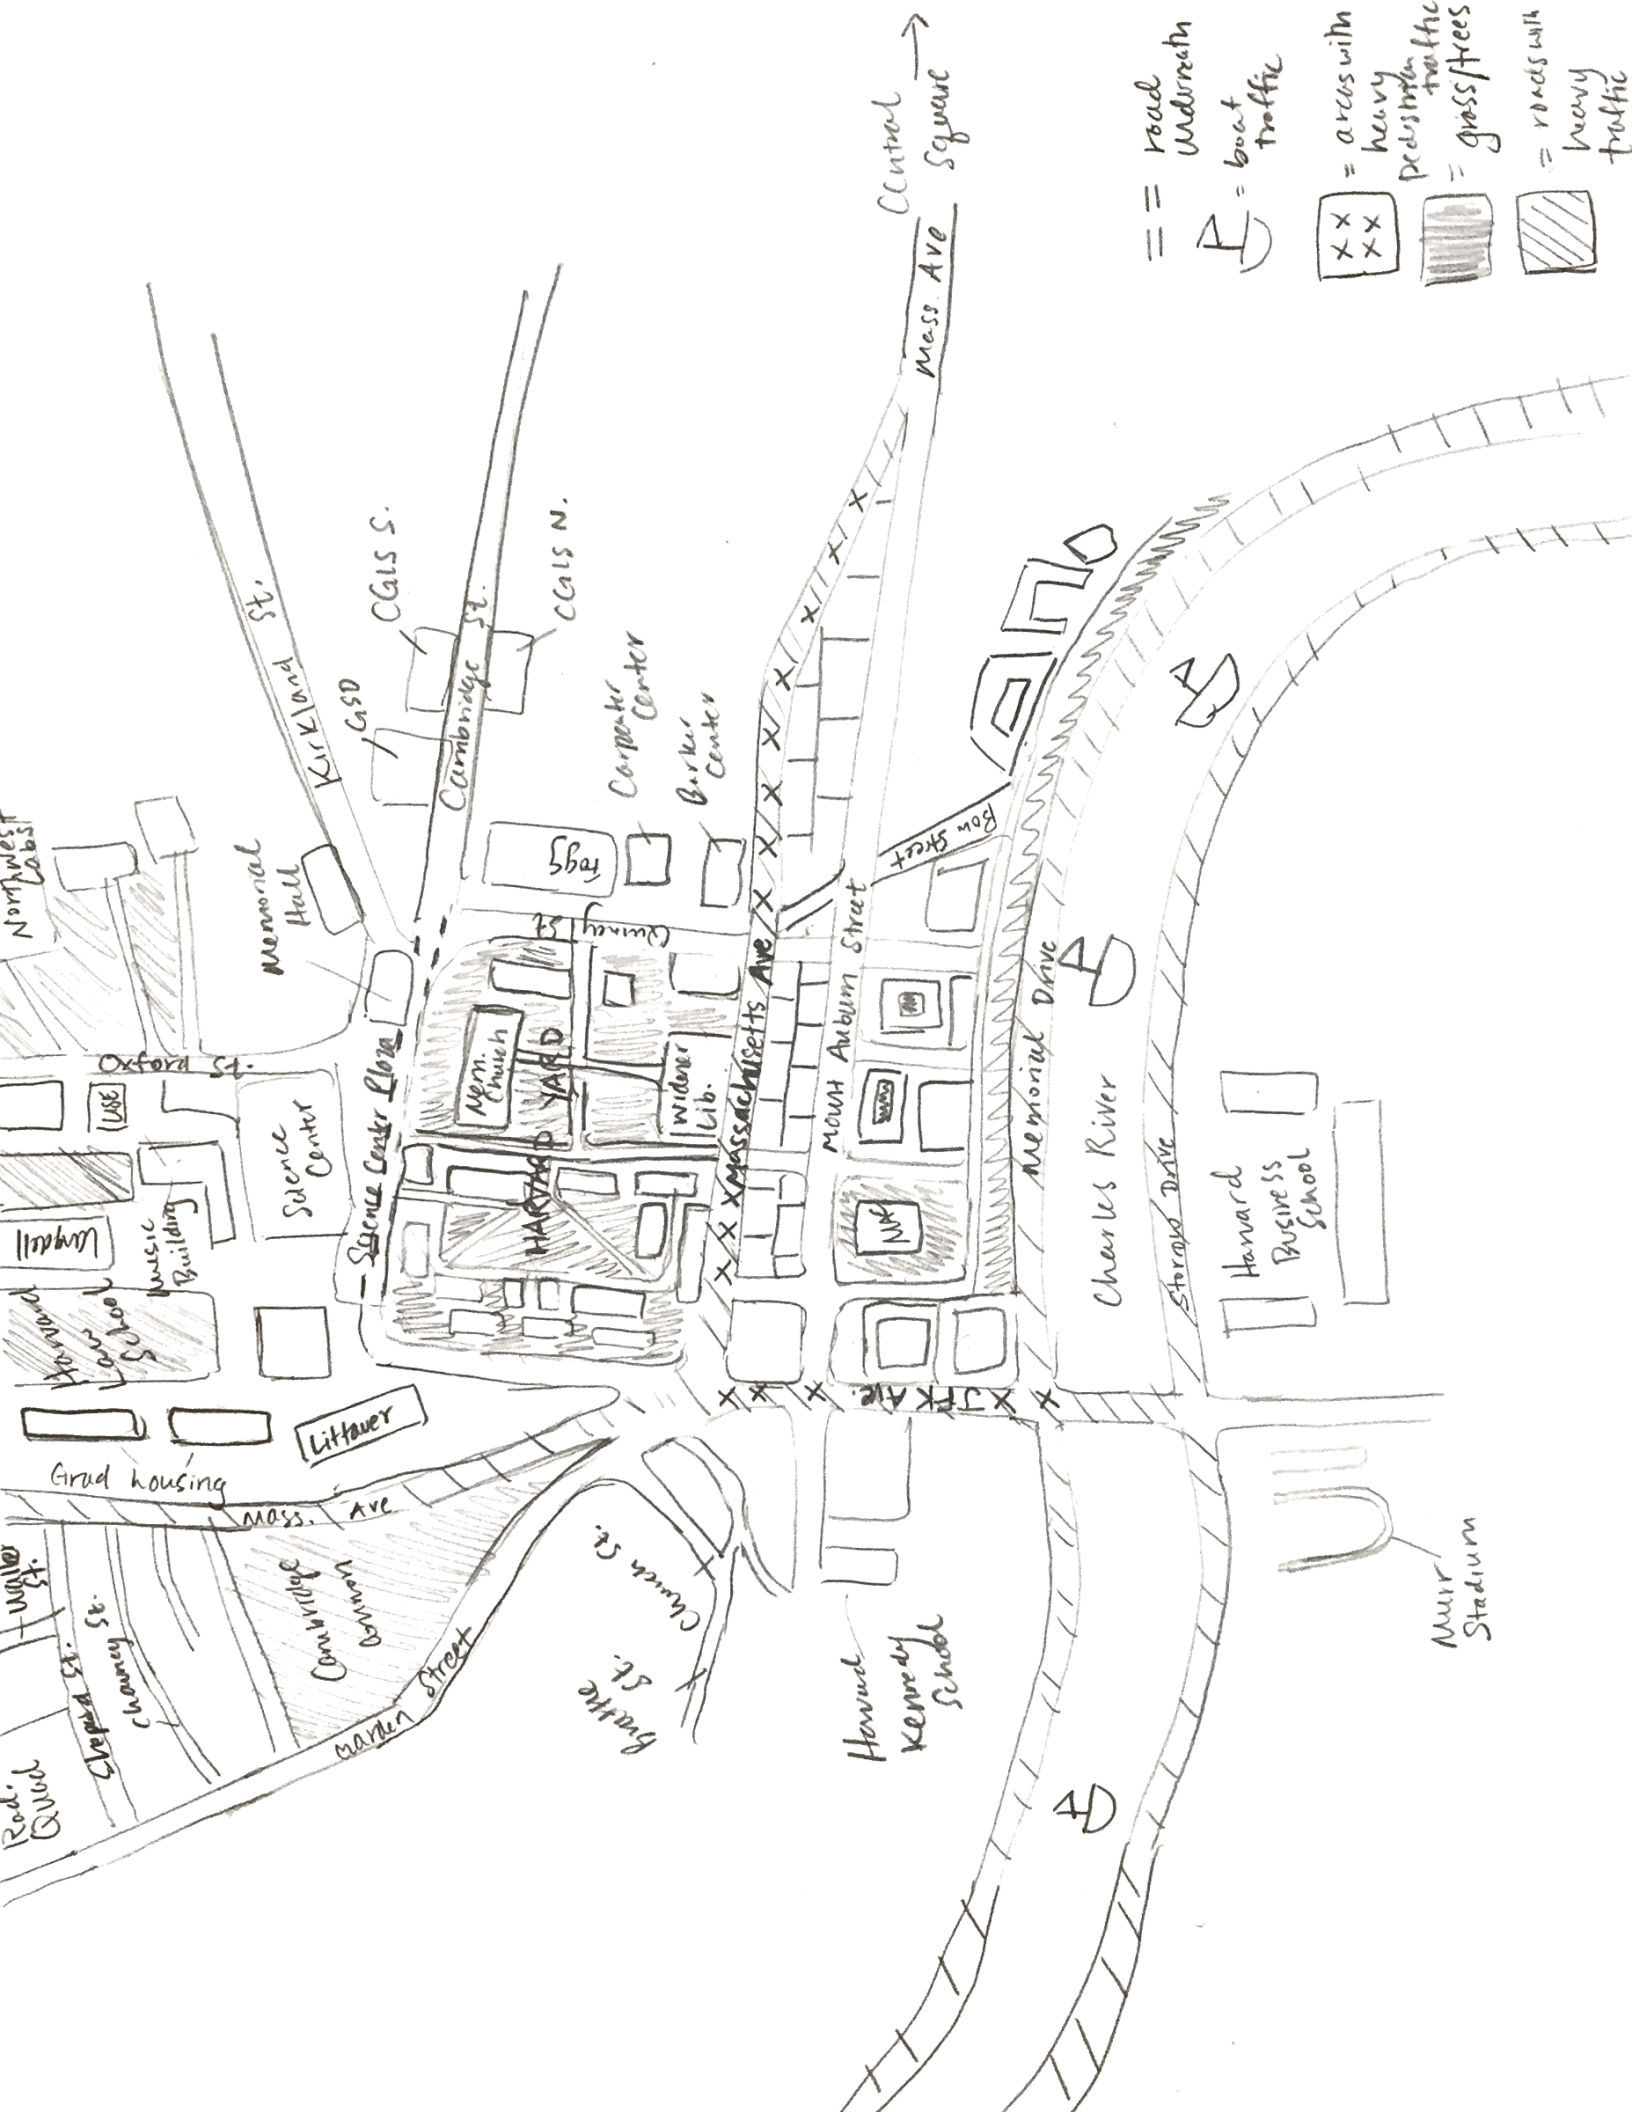 Central
Square
= road
underneath
= boat
traffic
= areas with
heavy
pedestrian
traffic
= grass/trees
= roads with
heavy
traffic
Mass. Ave
Kirkland St.
CGIS S.
Cambridge St.
CGIS N.
GSD
Carpenter
Center
Barker
Center
Fogg
Quincy St
Memorial
Hall
Northwest
Labs
Oxford St.
LISE
Science
Center
Science Center Plaza
Langdell
Music
Building
Harvard
Law
School
Mem.
Church
HARVARD YARD
Widener
Lib.
Massachusetts Ave
Mount Auburn Street
Bow Street
Memorial Drive
Charles River
Storrow Drive
Harvard
Business
School
JFK Ave.
Littauer
Grad housing
Mass. Ave
Walker
St.
Shepard St.
Chauncy St.
Cambridge
Common
Garden Street
Rad.
Quad
Church St.
Brattle
St.
Harvard
Kennedy
School
Murr
Stadium